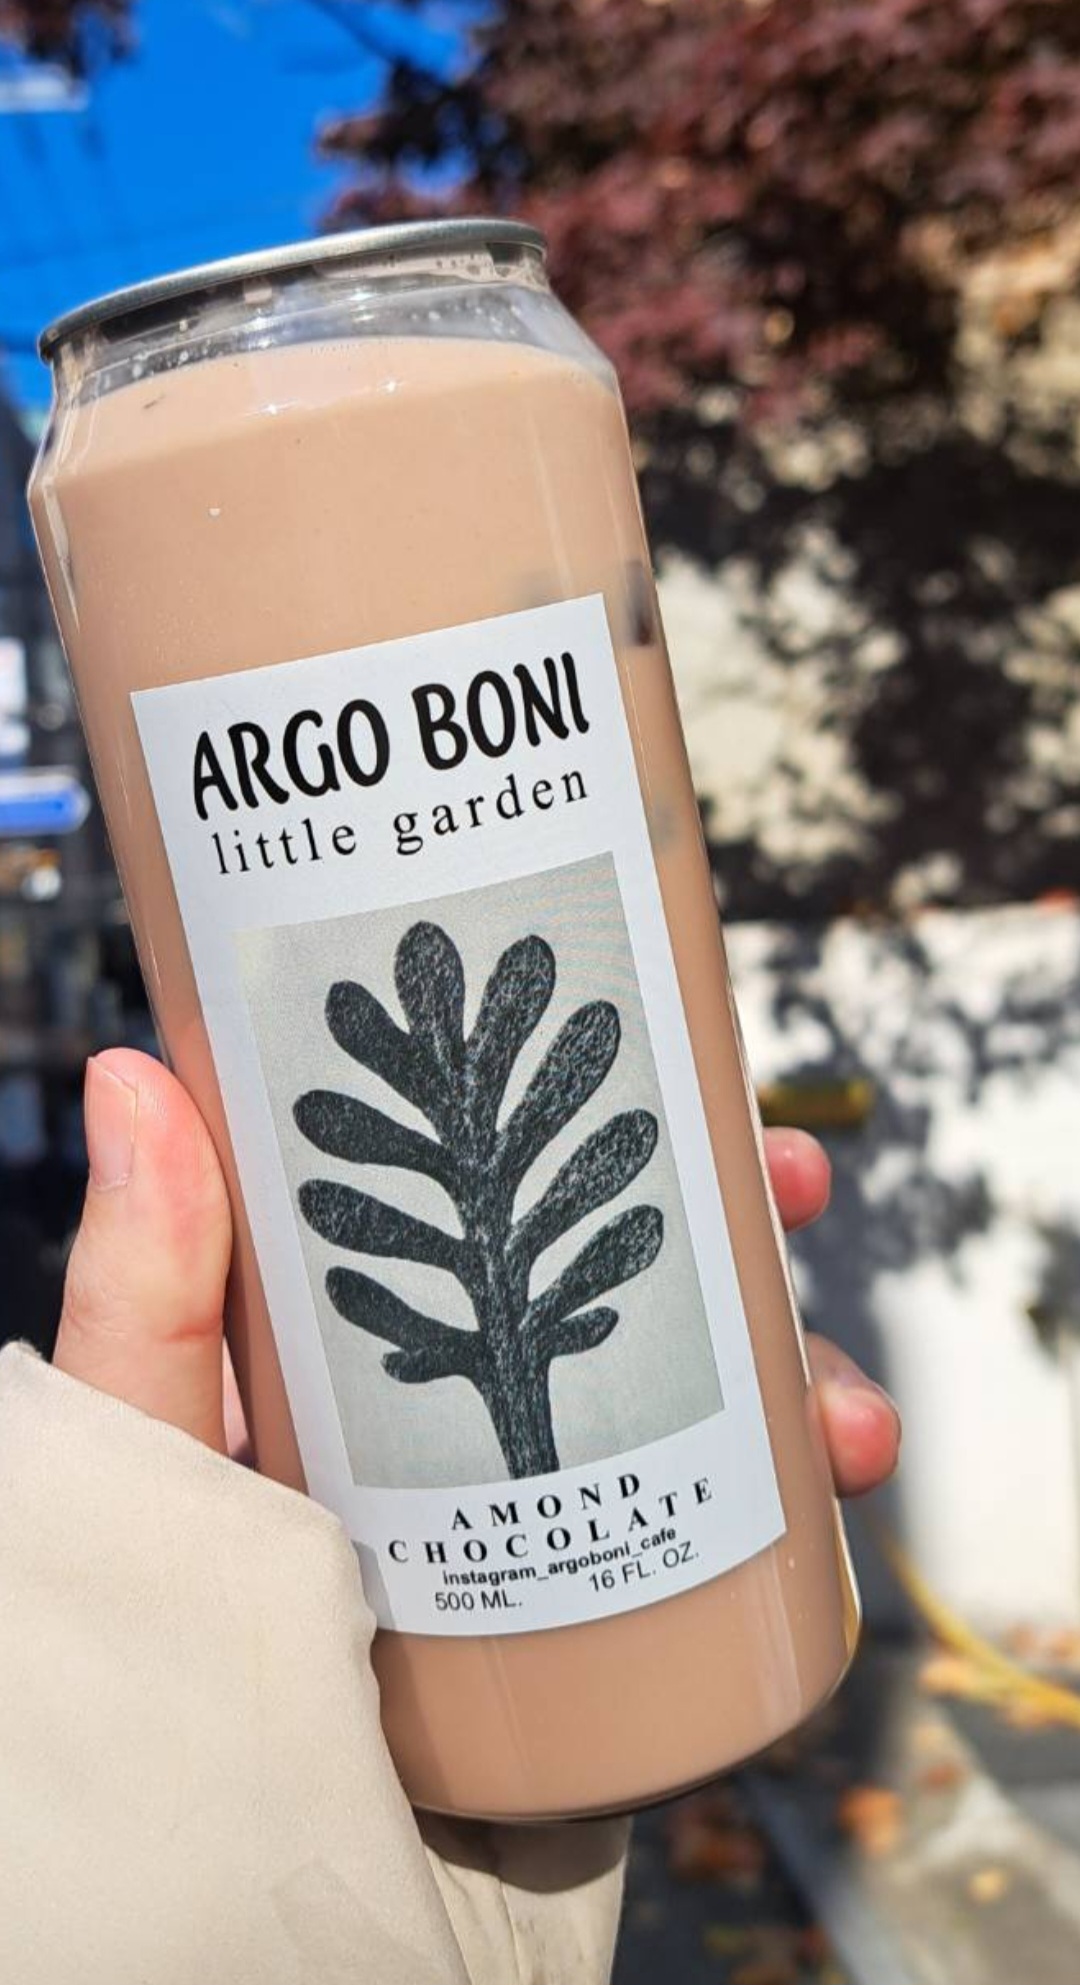 ARGO BONI
little garden
AMOND
CHOCOLATE
instagram_argoboni_cafe
500 ML. 16 FL. OZ.